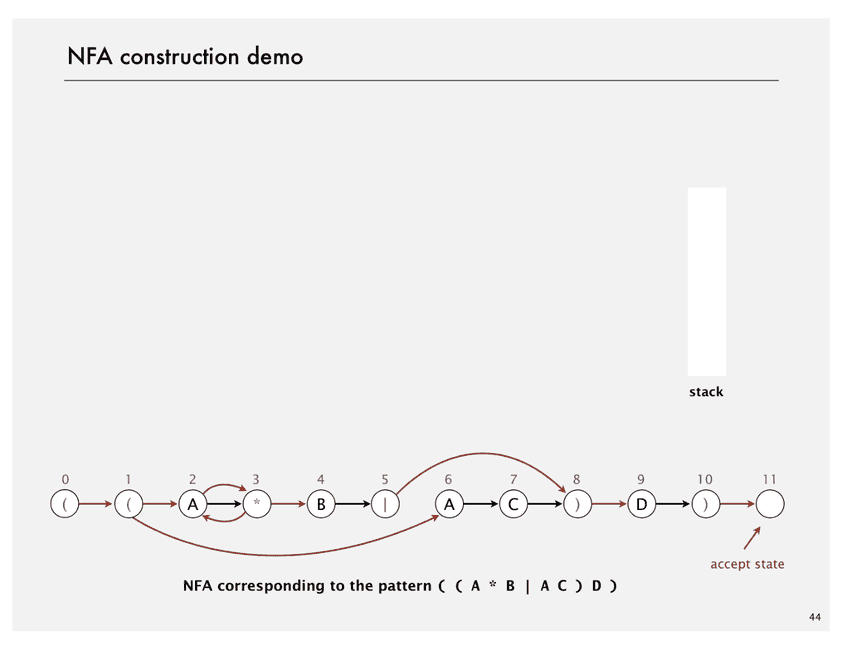 NFA construction demo
stack
0 1 2 3 4 5 6 7 8 9 10 11
( ( A * B | A C ) D )
accept state
NFA corresponding to the pattern ( ( A * B | A C ) D )
44